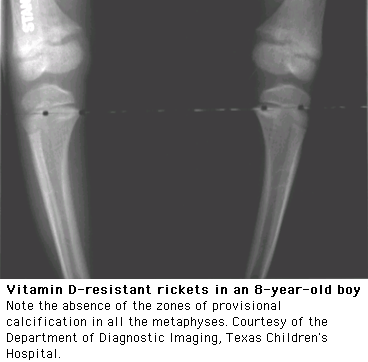 Vitamin D-resistant rickets in an 8-year-old boy
Note the absence of the zones of provisional
calcification in all the metaphyses. Courtesy of the
Department of Diagnostic Imaging, Texas Children's
Hospital.